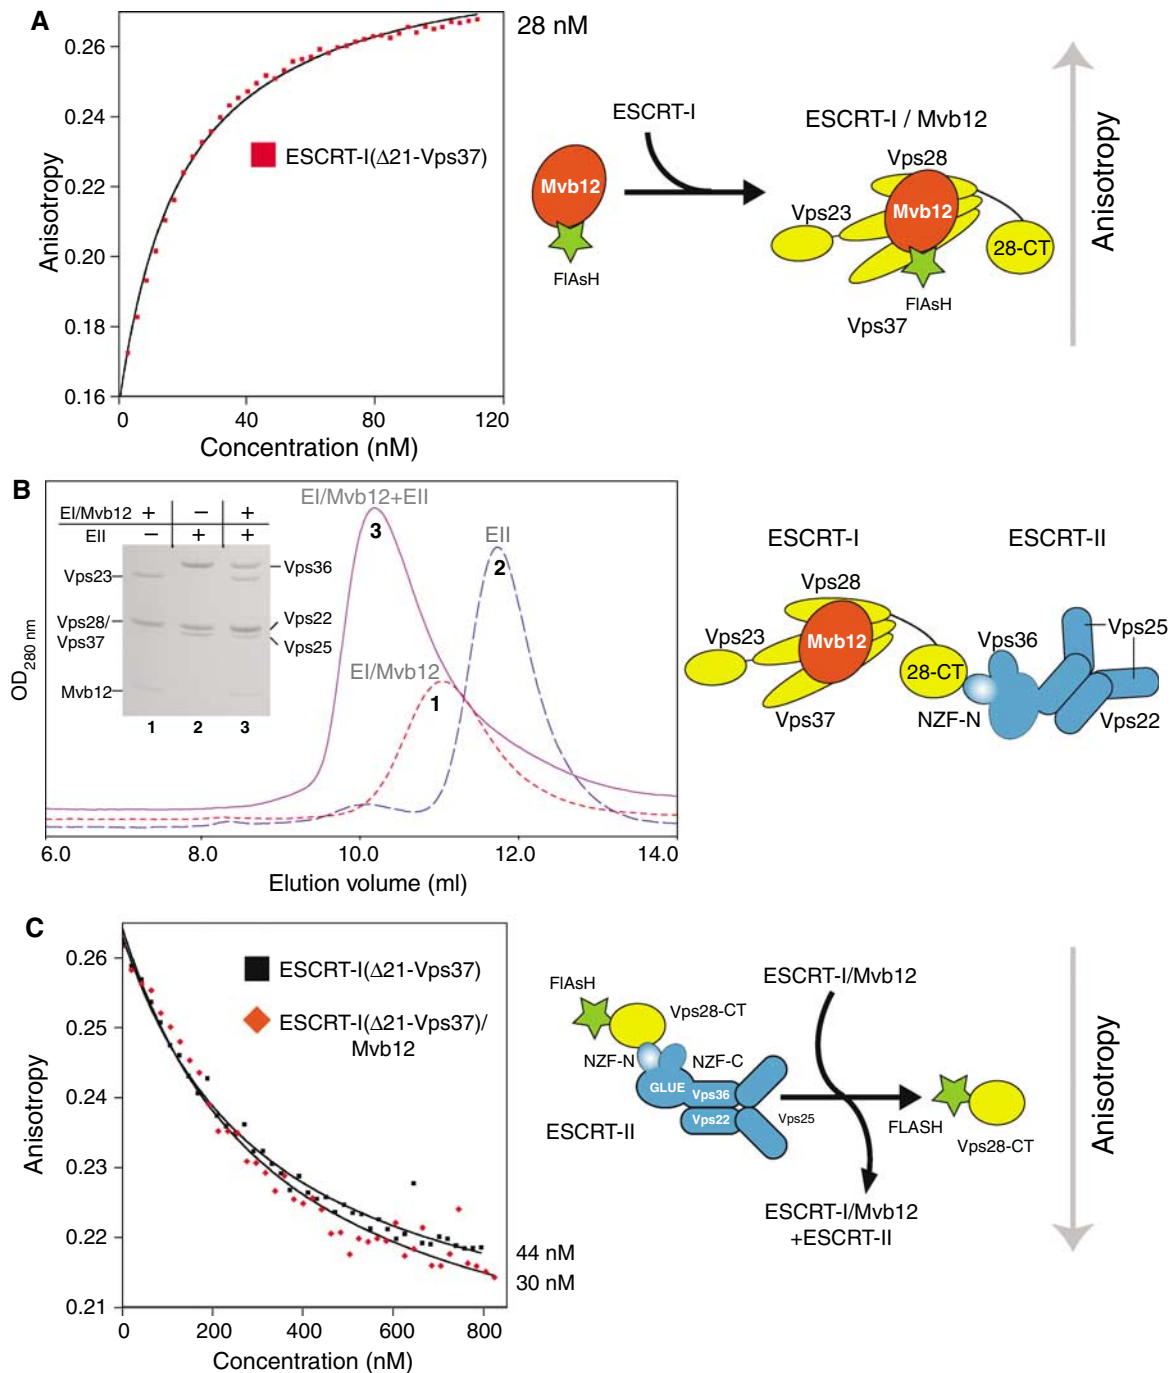 A
28 nM
0.26
0.24
0.22
0.20
0.18
0.16
Anisotropy
ESCRT-I(Δ21-Vps37)
0 40 80 120
Concentration (nM)
Mvb12
FlAsH
ESCRT-I
ESCRT-I / Mvb12
Vps28
Vps23
Mvb12
28-CT
FlAsH
Vps37
Anisotropy
B
EI/Mvb12 + − +
EII − + +
Vps23
Vps28/
Vps37
Mvb12
Vps36
Vps22
Vps25
1 2 3
EI/Mvb12+EII
3
EII
2
EI/Mvb12
1
OD280 nm
6.0 8.0 10.0 12.0 14.0
Elution volume (ml)
ESCRT-I
ESCRT-II
Vps28
Vps23
Mvb12
Vps37
28-CT
Vps36
NZF-N
Vps25
Vps22
C
0.26
0.25
0.24
0.23
0.22
0.21
Anisotropy
ESCRT-I(Δ21-Vps37)
ESCRT-I(Δ21-Vps37)/
Mvb12
44 nM
30 nM
0 200 400 600 800
Concentration (nM)
FlAsH
Vps28-CT
NZF-N
NZF-C
GLUE
Vps36
Vps22
Vps25
ESCRT-II
ESCRT-I/Mvb12
FLASH
Vps28-CT
ESCRT-I/Mvb12
+ESCRT-II
Anisotropy